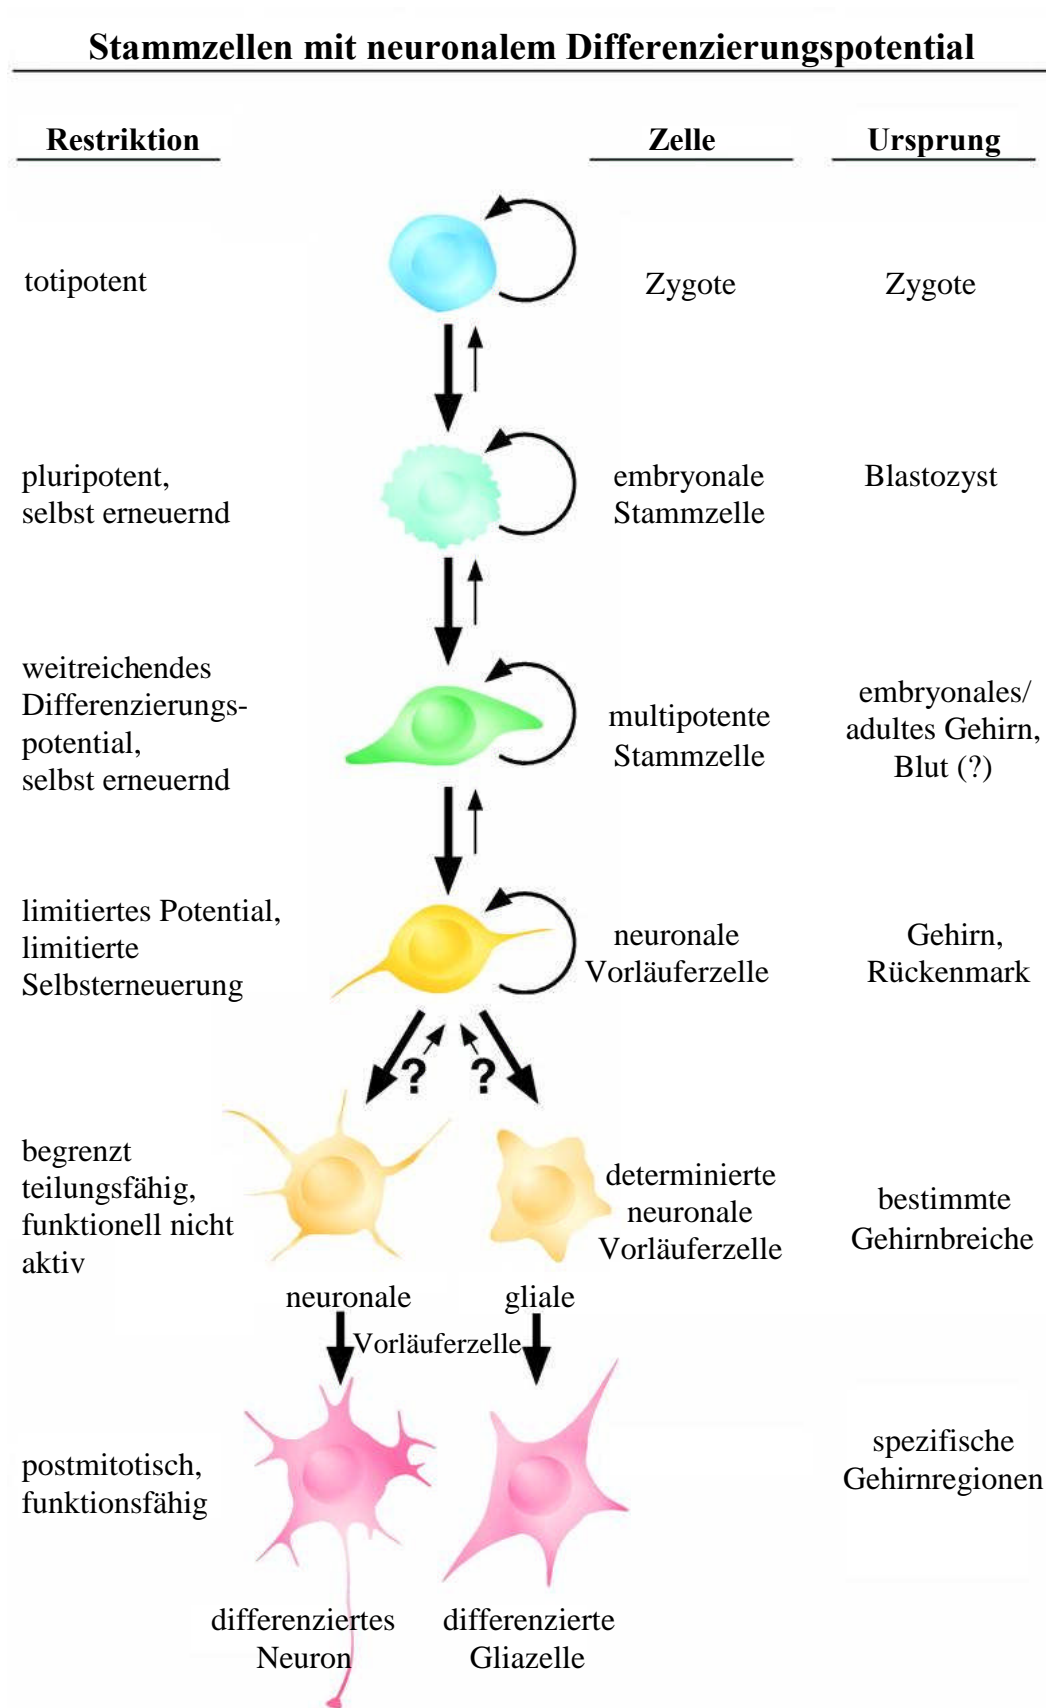 Stammzellen mit neuronalem Differenzierungspotential
Restriktion
Zelle
Ursprung
totipotent
Zygote
Zygote
pluripotent,
selbst erneuernd
embryonale
Stammzelle
Blastozyst
weitreichendes
Differenzierungs-
potential,
selbst erneuernd
multipotente
Stammzelle
embryonales/
adultes Gehirn,
Blut (?)
limitiertes Potential,
limitierte
Selbsterneuerung
neuronale
Vorläuferzelle
Gehirn,
Rückenmark
?
?
begrenzt
teilungsfähig,
funktionell nicht
aktiv
determinierte
neuronale
Vorläuferzelle
bestimmte
Gehirnbreiche
neuronale
gliale
Vorläuferzelle
postmitotisch,
funktionsfähig
spezifische
Gehirnregionen
differenziertes
Neuron
differenzierte
Gliazelle